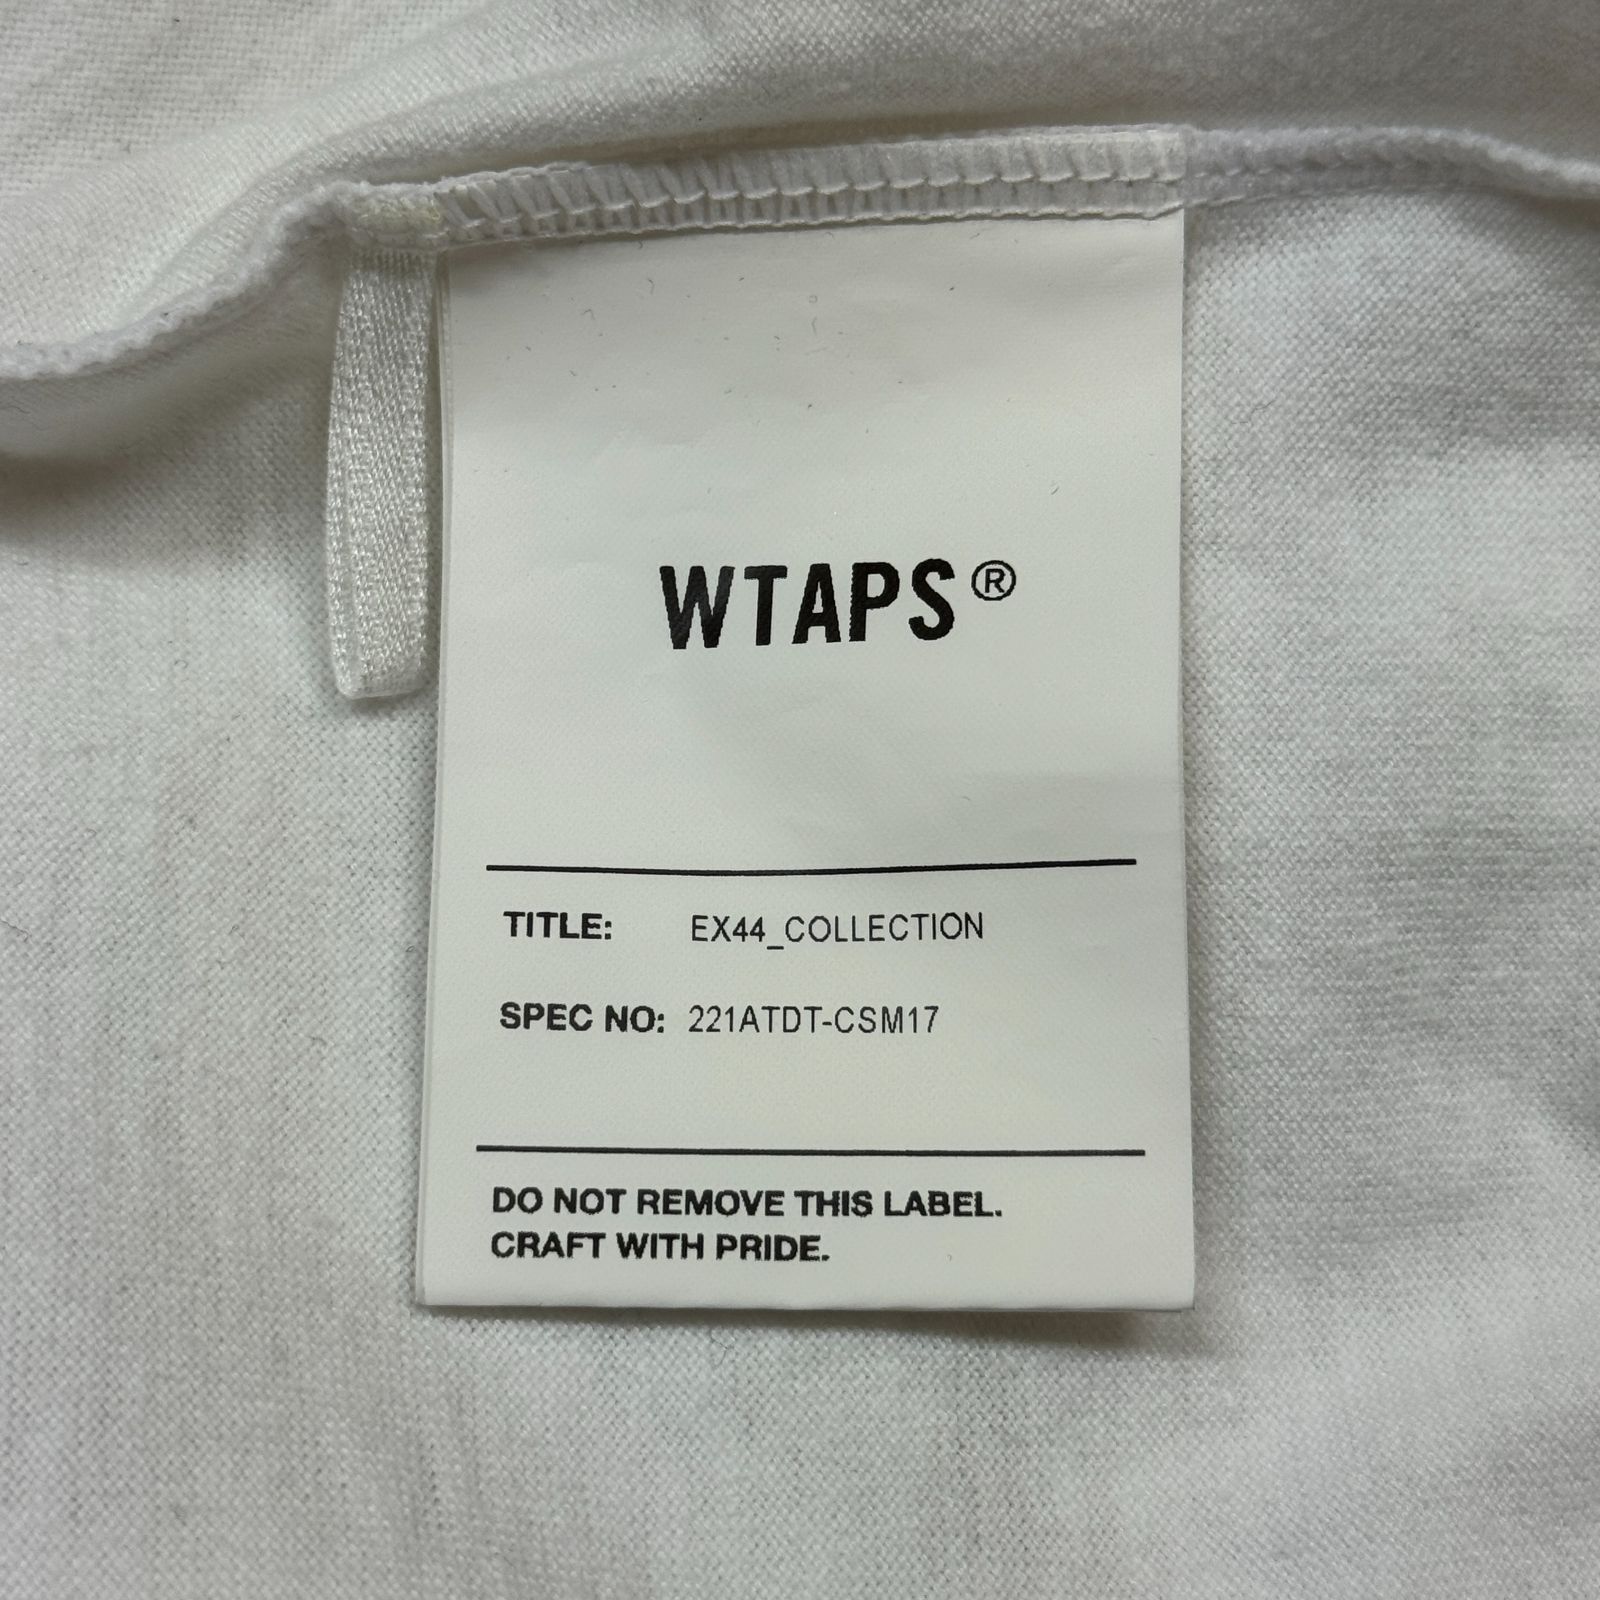 WTAPS®
TITLE: EX44_COLLECTION
SPEC NO: 221ATDT-CSM17
DO NOT REMOVE THIS LABEL.
CRAFT WITH PRIDE.